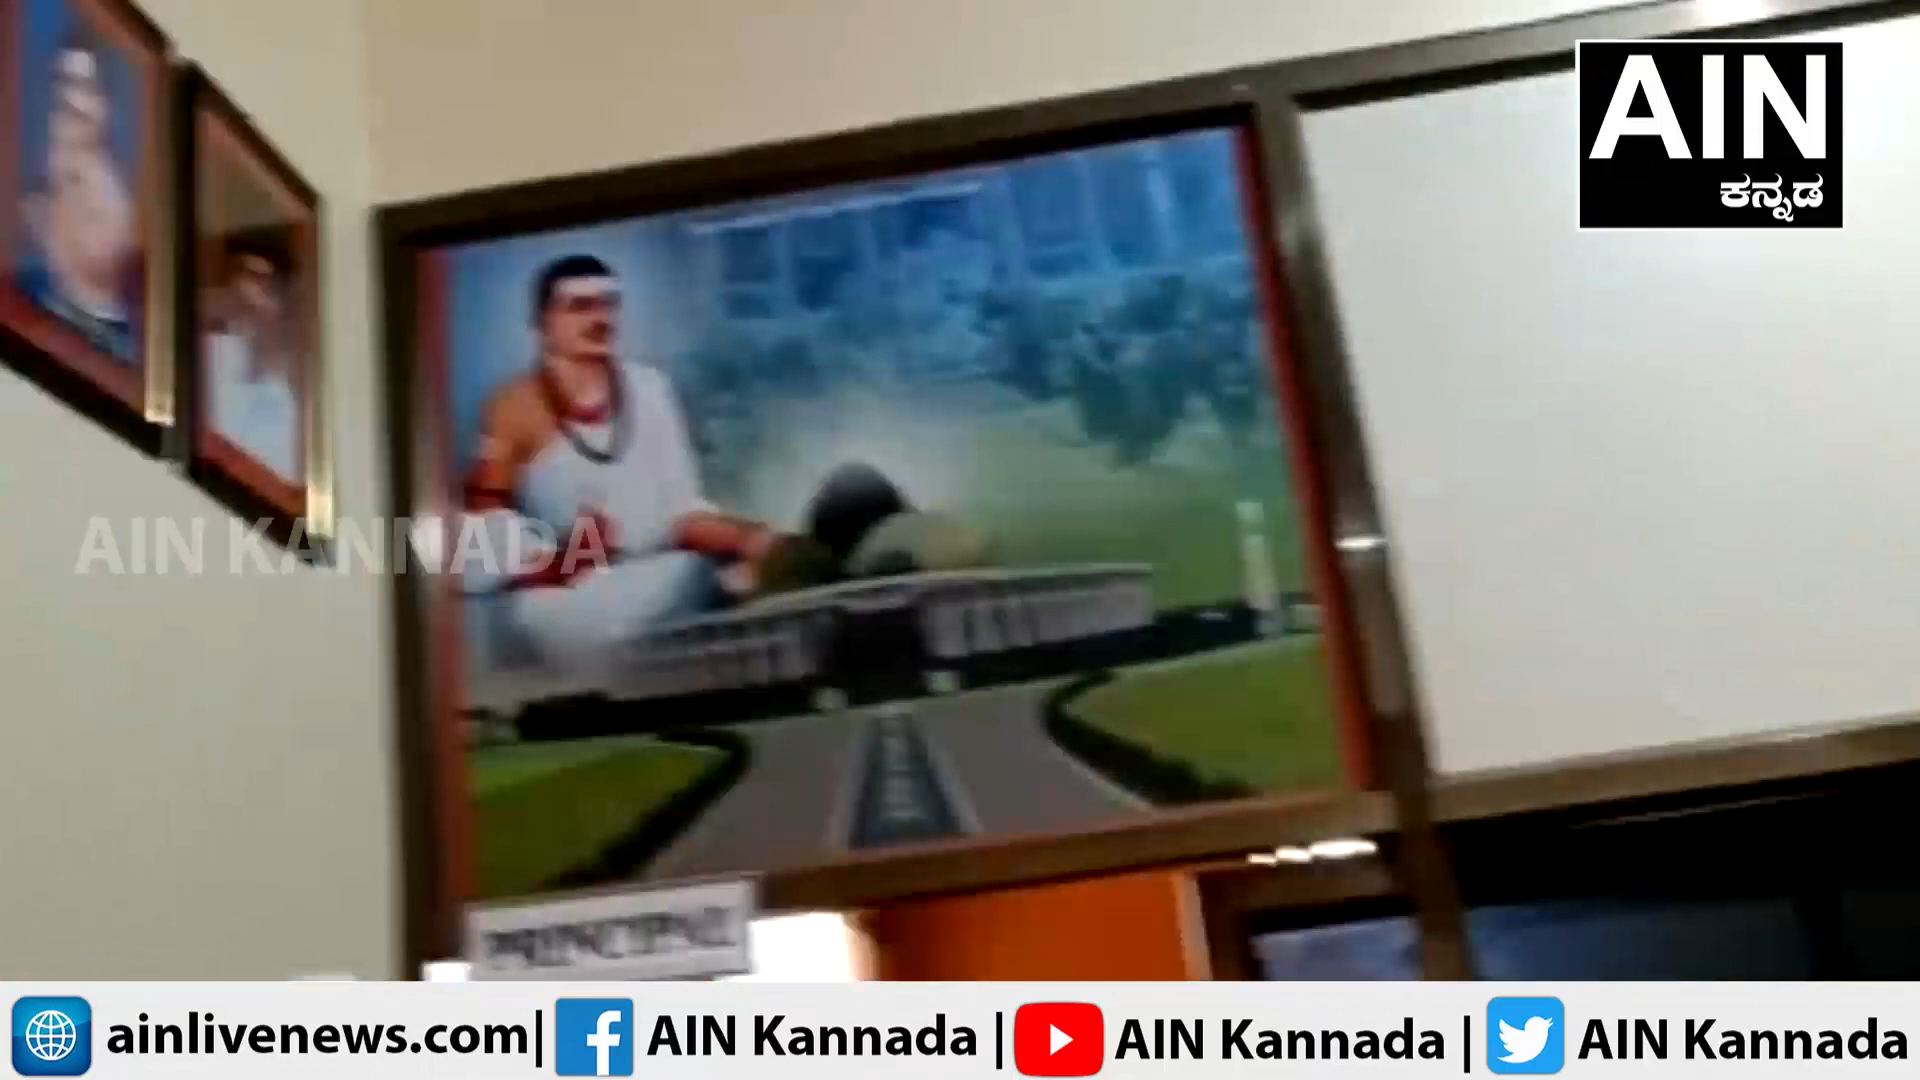 AIN
ಕನ್ನಡ
AIN KANNADA
PRINCIPAL
ainlivenews.com| AIN Kannada | AIN Kannada | AIN Kannada